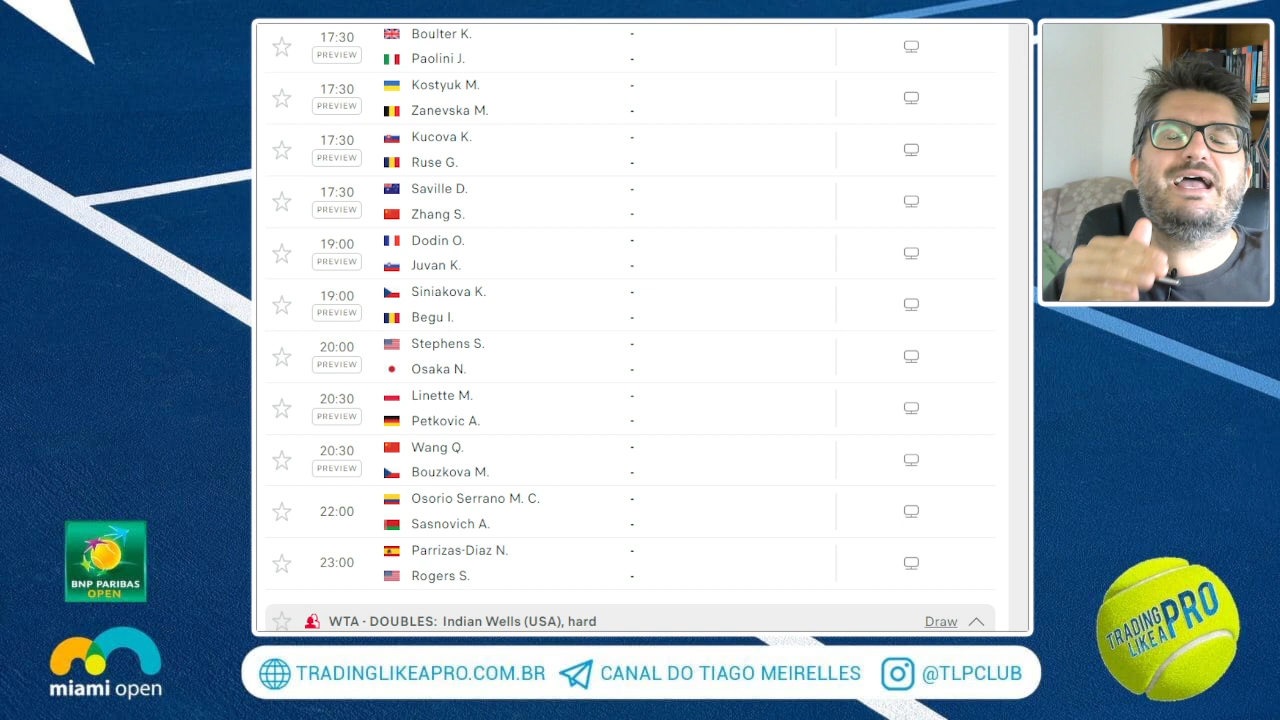 17:30
PREVIEW
Boulter K. -
Paolini J. -
17:30
PREVIEW
Kostyuk M. -
Zanevska M. -
17:30
PREVIEW
Kucova K. -
Ruse G. -
17:30
PREVIEW
Saville D. -
Zhang S. -
19:00
PREVIEW
Dodin O. -
Juvan K. -
19:00
PREVIEW
Siniakova K. -
Begu I. -
20:00
PREVIEW
Stephens S. -
Osaka N. -
20:30
PREVIEW
Linette M. -
Petkovic A. -
20:30
PREVIEW
Wang Q. -
Bouzkova M. -
22:00
Osorio Serrano M. C. -
Sasnovich A. -
23:00
Parrizas-Diaz N. -
Rogers S. -
WTA - DOUBLES: Indian Wells (USA), hard Draw
BNP PARIBAS
OPEN
miami open
TRADINGLIKEAPRO.COM.BR CANAL DO TIAGO MEIRELLES @TLPCLUB
TRADING
LIKE A
PRO